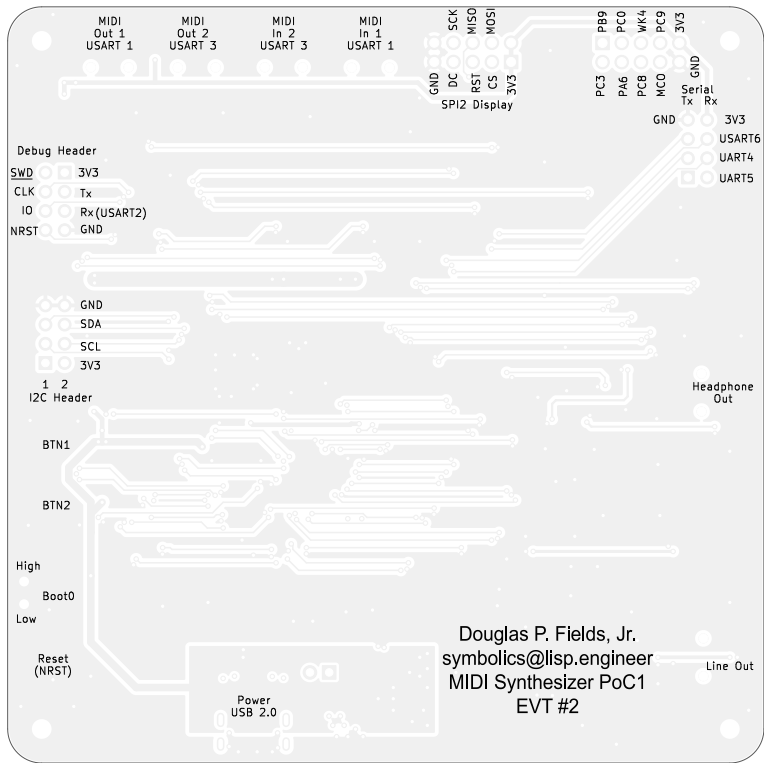 MIDI
Out 1
USART 1
MIDI
Out 2
USART 3
MIDI
In 2
USART 3
MIDI
In 1
USART 1
SCK
MISO
MOSI
GND
DC
RST
CS
3V3
SPI2 Display
PB9
PC0
WK4
PC9
3V3
PC3
PA6
PC8
MCO
GND
Serial
Tx Rx
GND 3V3
USART6
UART4
UART5
Debug Header
SWD 3V3
CLK Tx
IO Rx(USART2)
NRST GND
GND
SDA
SCL
3V3
1 2
I2C Header
Headphone
Out
BTN1
BTN2
High
Boot0
Low
Reset
(NRST)
Power
USB 2.0
Douglas P. Fields, Jr.
symbolics@lisp.engineer
MIDI Synthesizer PoC1
EVT #2
Line Out